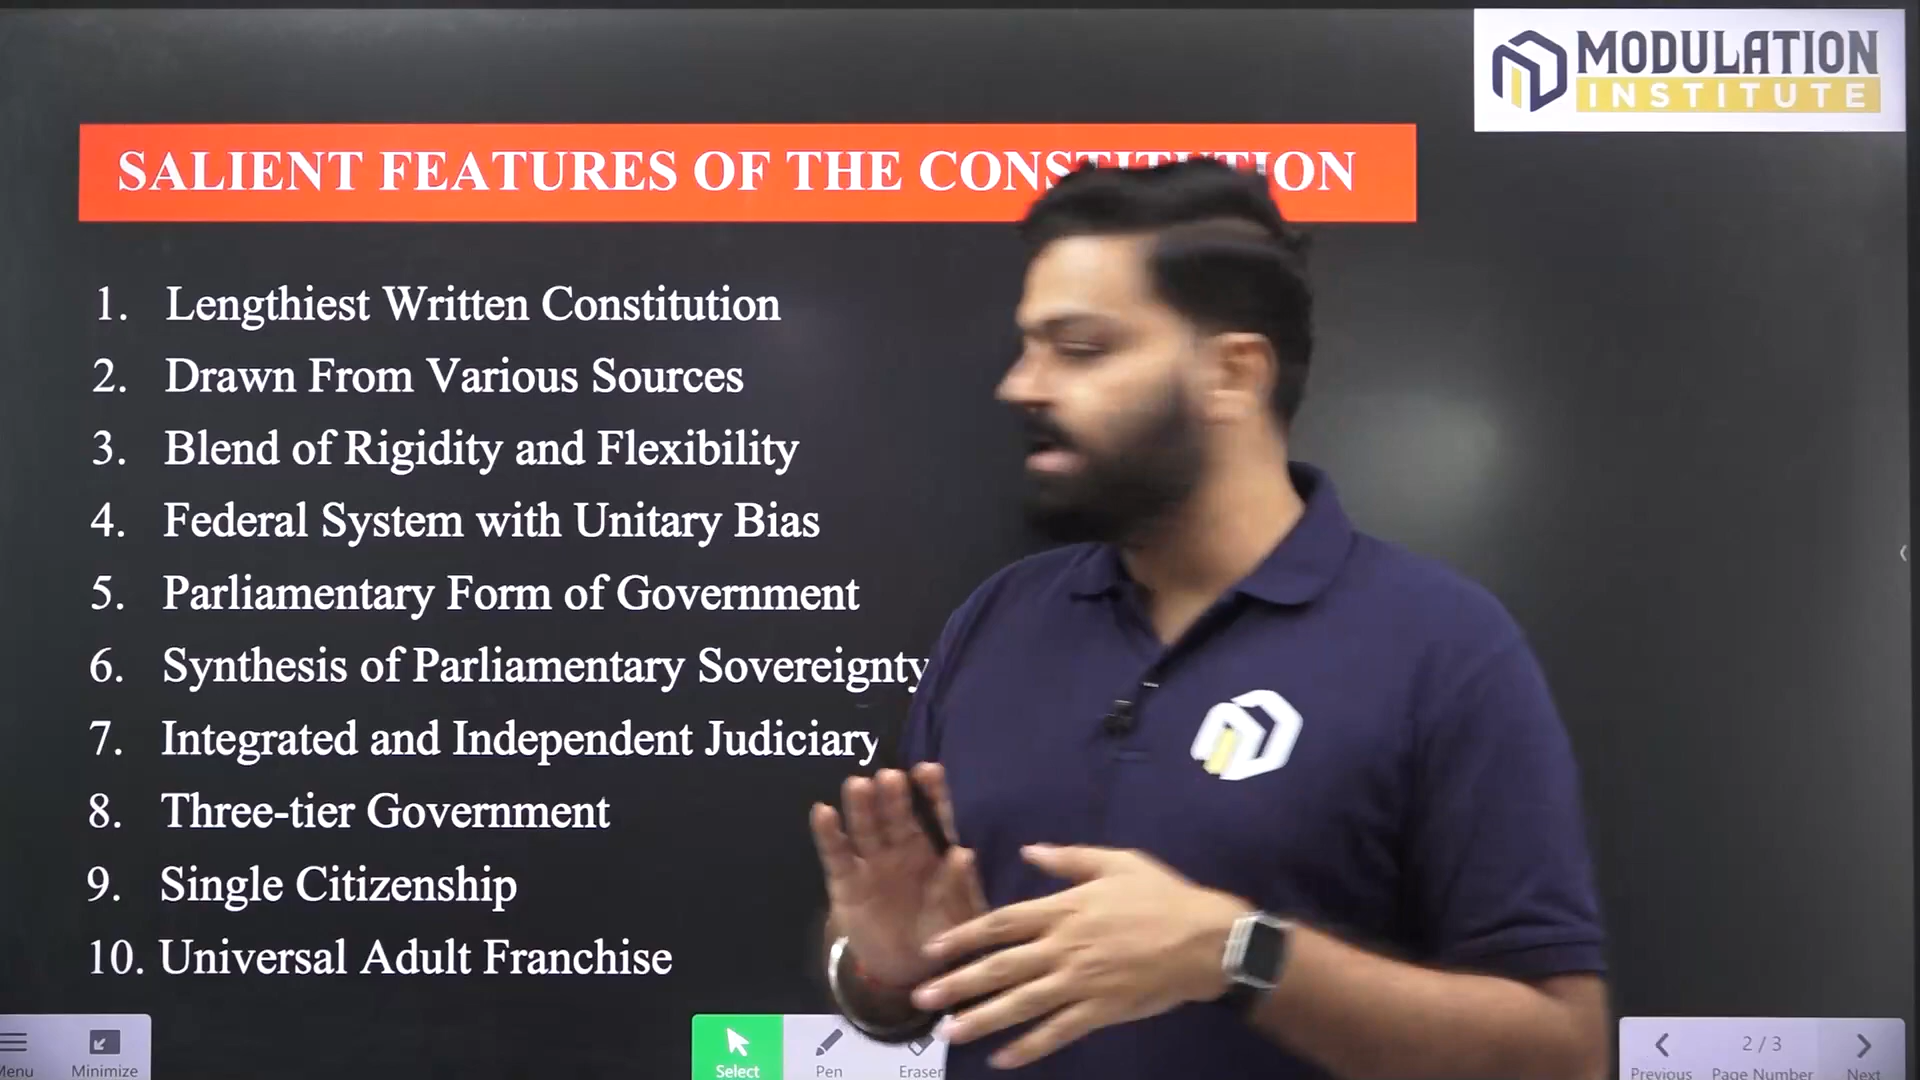 MODULATION
INSTITUTE
SALIENT FEATURES OF THE CONSTITUTION
1. Lengthiest Written Constitution
2. Drawn From Various Sources
3. Blend of Rigidity and Flexibility
4. Federal System with Unitary Bias
5. Parliamentary Form of Government
6. Synthesis of Parliamentary Sovereignty
7. Integrated and Independent Judiciary
8. Three-tier Government
9. Single Citizenship
10. Universal Adult Franchise
Menu Minimize Select Pen Eraser Previous 2/3 Page Number Next